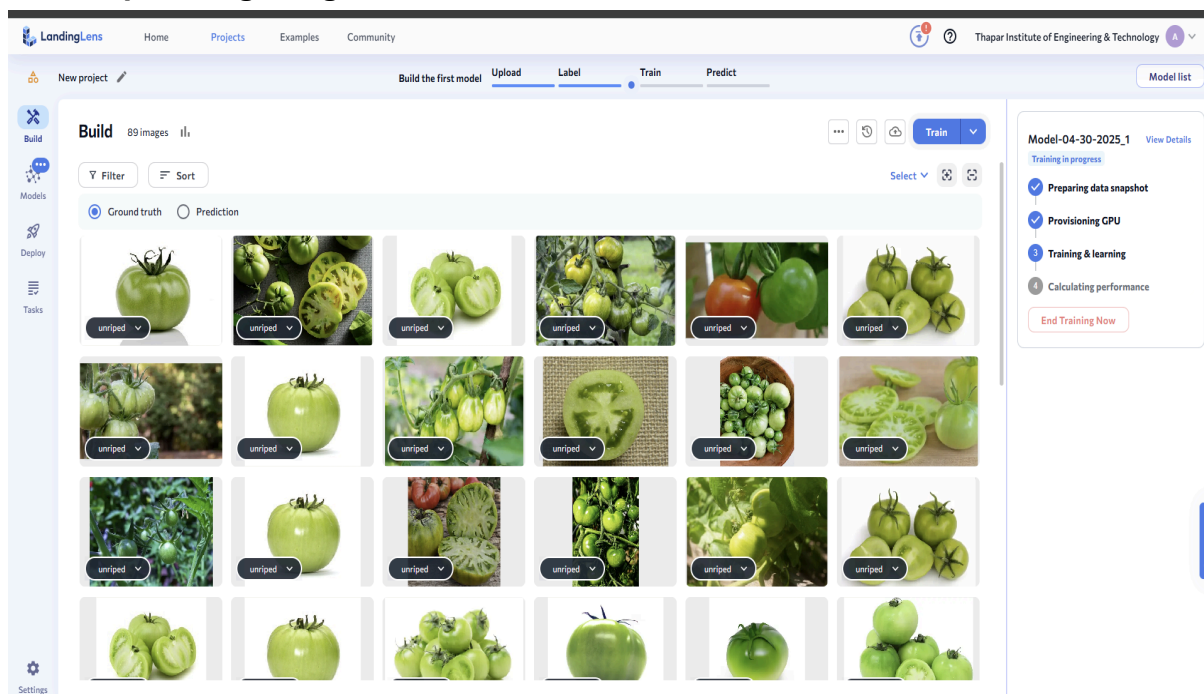 LandingLens Home Projects Examples Community Thapar Institute of Engineering & Technology A
New project Build the first model Upload Label Train Predict Model list
Build
Models
Deploy
Tasks
Settings
Build 89 images Train
Filter Sort Select
Ground truth Prediction
unriped unriped unriped unriped unriped unriped
unriped unriped unriped unriped unriped unriped
unriped unriped unriped unriped unriped unriped
Model-04-30-2025_1 View Details
Training in progress
Preparing data snapshot
Provisioning GPU
3 Training & learning
4 Calculating performance
End Training Now